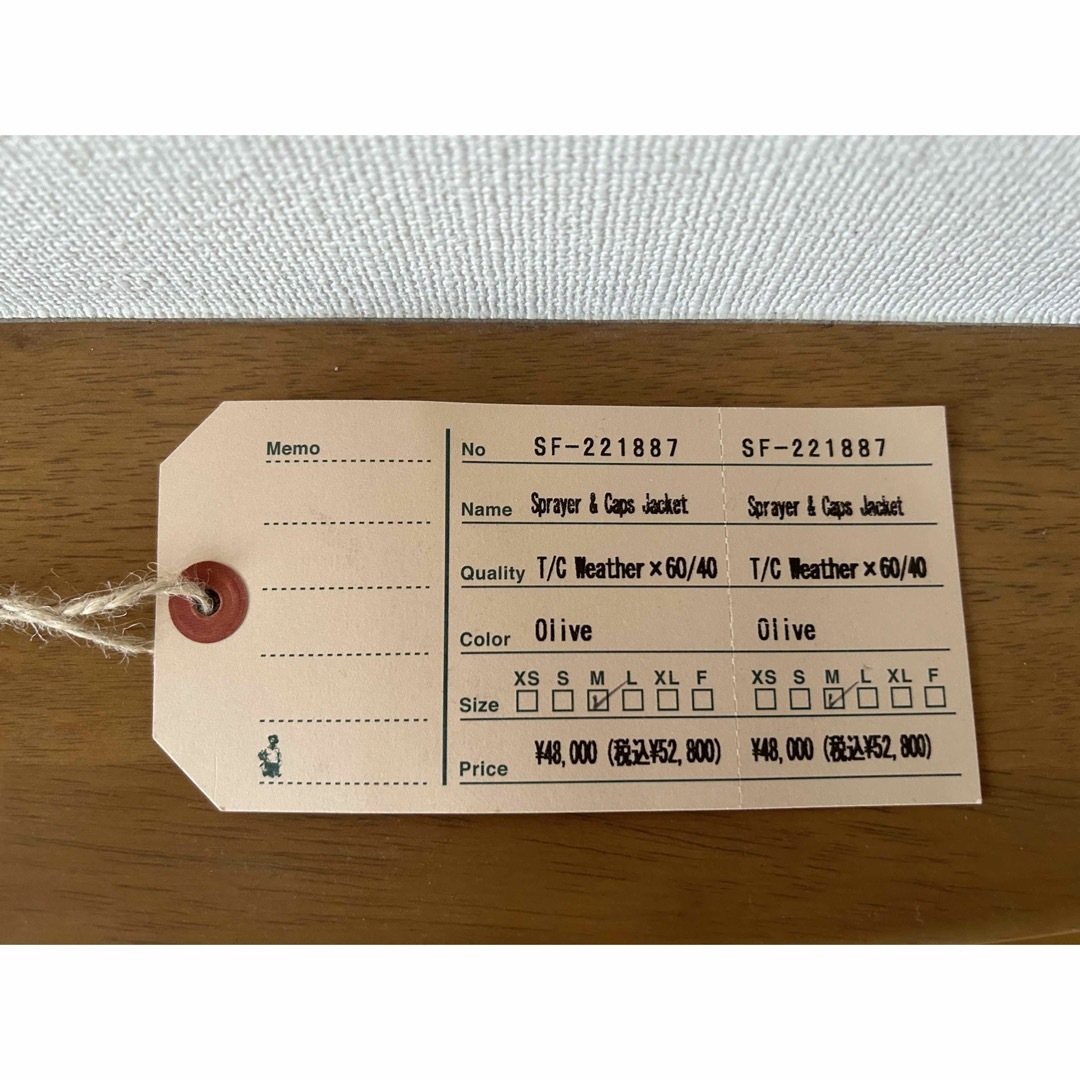 Memo
No SF-221887 SF-221887
Name Sprayer & Caps Jacket Sprayer & Caps Jacket
Quality T/C Weather×60/40 T/C Weather×60/40
Color Olive Olive
XS S M L XL F XS S M L XL F
Size
Price ¥48,000 (税込¥52,800) ¥48,000 (税込¥52,800)